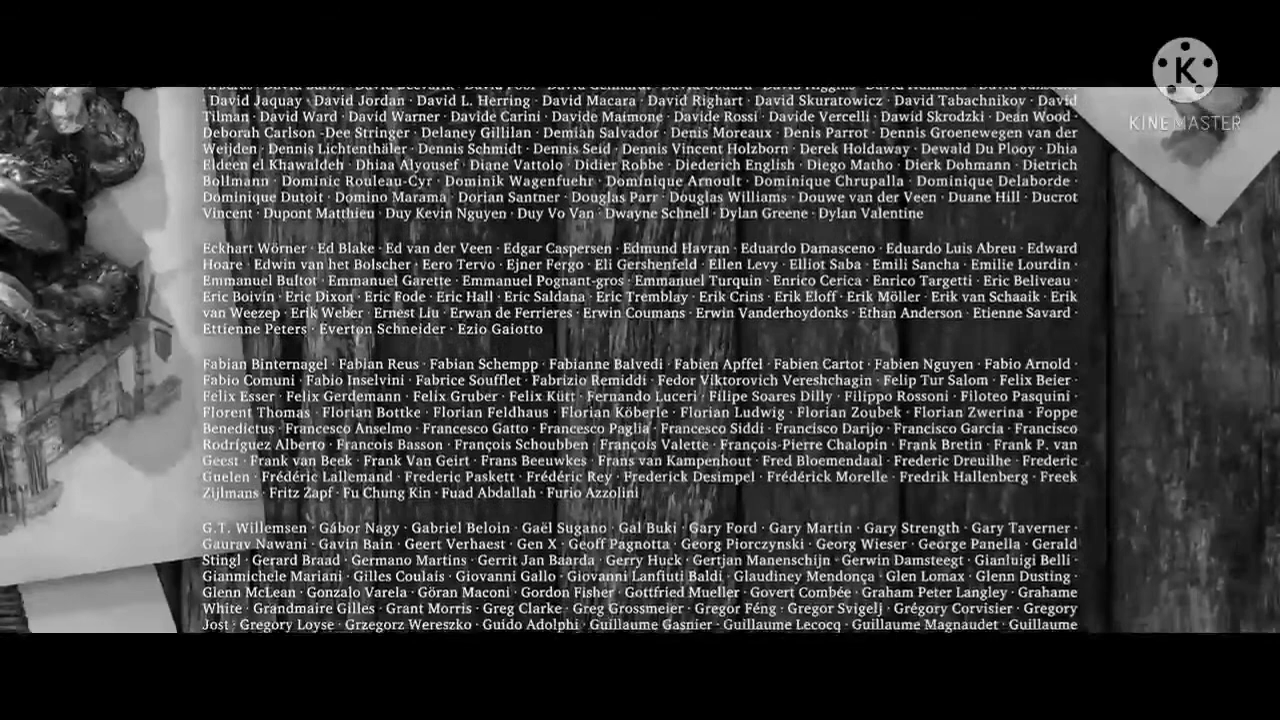 · David Jaquay · David Jordan · David L. Herring · David Macara · David Righart · David Skuratowicz · David Tabachnikov · David
Tilman · David Ward · David Warner · Davide Carini · Davide Maimone · Davide Rossi · Davide Vercelli · Dawid Skrodzki · Dean Wood ·
Deborah Carlson -Dee Stringer · Delaney Gillilan · Demian Salvador · Denis Moreaux · Denis Parrot · Dennis Groenewegen van der
Weijden · Dennis Lichtenthäler · Dennis Schmidt · Dennis Seid · Dennis Vincent Holzborn · Derek Holdaway · Dewald Du Plooy · Dhia
Eldeen el Khawaldeh · Dhiaa Alyousef · Diane Vattolo · Didier Robbe · Diederich English · Diego Matho · Dierk Dohmann · Dietrich
Bollmann · Dominic Rouleau-Cyr · Dominik Wagenfuehr · Dominique Arnoult · Dominique Chrupalla · Dominique Delaborde ·
Dominique Dutoit · Domino Marama · Dorian Santner · Douglas Parr · Douglas Williams · Douwe van der Veen · Duane Hill · Ducrot
Vincent · Dupont Matthieu · Duy Kevin Nguyen · Duy Vo Van · Dwayne Schnell · Dylan Greene · Dylan Valentine
Eckhart Wörner · Ed Blake · Ed van der Veen · Edgar Caspersen · Edmund Havran · Eduardo Damasceno · Eduardo Luis Abreu · Edward
Hoare · Edwin van het Bolscher · Eero Tervo · Ejner Fergo · Eli Gershenfeld · Ellen Levy · Elliot Saba · Emili Sancha · Emilie Lourdin ·
Emmanuel Bultot · Emmanuel Garette · Emmanuel Pognant-gros · Emmanuel Turquin · Enrico Cerica · Enrico Targetti · Eric Beliveau ·
Eric Boivin · Eric Dixon · Eric Fode · Eric Hall · Eric Saldana · Eric Tremblay · Erik Crins · Erik Eloff · Erik Möller · Erik van Schaaik · Erik
van Weezep · Erik Weber · Ernest Liu · Erwan de Ferrieres · Erwin Coumans · Erwin Vanderhoydonks · Ethan Anderson · Etienne Savard ·
Ettienne Peters · Everton Schneider · Ezio Gaiotto
Fabian Binternagel · Fabian Reus · Fabian Schempp · Fabianne Balvedi · Fabien Apffel · Fabien Cartot · Fabien Nguyen · Fabio Arnold ·
Fabio Comuni · Fabio Inselvini · Fabrice Soufflet · Fabrizio Remiddi · Fedor Viktorovich Vereshchagin · Felip Tur Salom · Felix Beier ·
Felix Esser · Felix Gerdemann · Felix Gruber · Felix Kütt · Fernando Luceri · Filipe Soares Dilly · Filippo Rossoni · Filoteo Pasquini ·
Florent Thomas · Florian Bottke · Florian Feldhaus · Florian Köberle · Florian Ludwig · Florian Zoubek · Florian Zwerina · Foppe
Benedictus · Francesco Anselmo · Francesco Gatto · Francesco Paglia · Francesco Siddi · Francisco Darijo · Francisco Garcia · Francisco
Rodríguez Alberto · Francois Basson · François Schoubben · François Valette · François-Pierre Chalopin · Frank Bretin · Frank P. van
Geest · Frank van Beek · Frank Van Geirt · Frans Beeuwkes · Frans van Kampenhout · Fred Bloemendaal · Frederic Dreuilhe · Frederic
Guelen · Frédéric Lallemand · Frederic Paskett · Frédéric Rey · Frederick Desimpel · Frédérick Morelle · Fredrik Hallenberg · Freek
Zijlmans · Fritz Zapf · Fu Chung Kin · Fuad Abdallah · Furio Azzolini
G.T. Willemsen · Gábor Nagy · Gabriel Beloin · Gaël Sugano · Gal Buki · Gary Ford · Gary Martin · Gary Strength · Gary Taverner ·
Gaurav Nawani · Gavin Bain · Geert Verhaest · Gen X · Geoff Pagnotta · Georg Piorczynski · Georg Wieser · George Panella · Gerald
Stingl · Gerard Braad · Germano Martins · Gerrit Jan Baarda · Gerry Huck · Gertjan Manenschijn · Gerwin Damsteegt · Gianluigi Belli ·
Gianmichele Mariani · Gilles Coulais · Giovanni Gallo · Giovanni Lanfiuti Baldi · Glaudiney Mendonça · Glen Lomax · Glenn Dusting ·
Glenn McLean · Gonzalo Varela · Göran Maconi · Gordon Fisher · Gottfried Mueller · Govert Combée · Graham Peter Langley · Grahame
White · Grandmaire Gilles · Grant Morris · Greg Clarke · Greg Grossmeier · Gregor Féng · Gregor Svigelj · Grégory Corvisier · Gregory
Jost · Gregory Loyse · Grzegorz Wereszko · Guido Adolphi · Guillaume Gasnier · Guillaume Lecocq · Guillaume Magnaudet · Guillaume
K
KINEMASTER